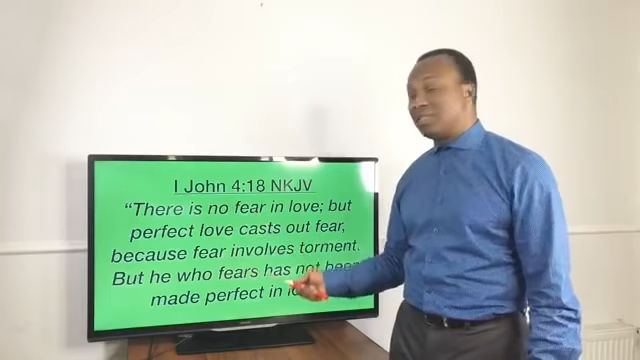 I John 4:18 NKJV
“There is no fear in love; but
perfect love casts out fear,
because fear involves torment.
But he who fears has not been
made perfect in